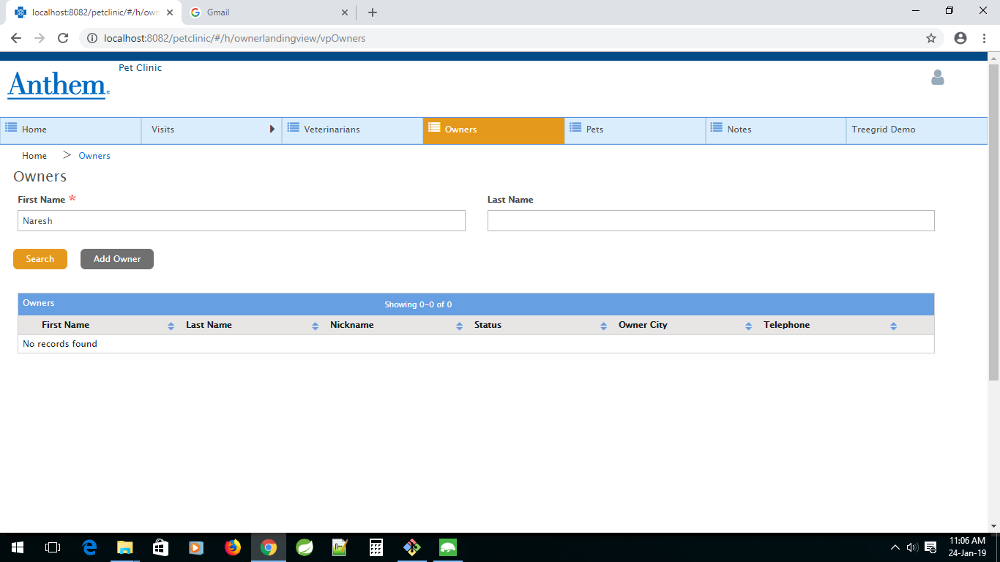 localhost:8082/petclinic/#/h/own
Gmail
localhost:8082/petclinic/#/h/ownerlandingview/vpOwners
Pet Clinic
Anthem
Home Visits Veterinarians Owners Pets Notes Treegrid Demo
Home > Owners
Owners
First Name * Last Name
Naresh
Search Add Owner
Owners Showing 0-0 of 0
First Name Last Name Nickname Status Owner City Telephone
No records found
11:06 AM
24-Jan-19